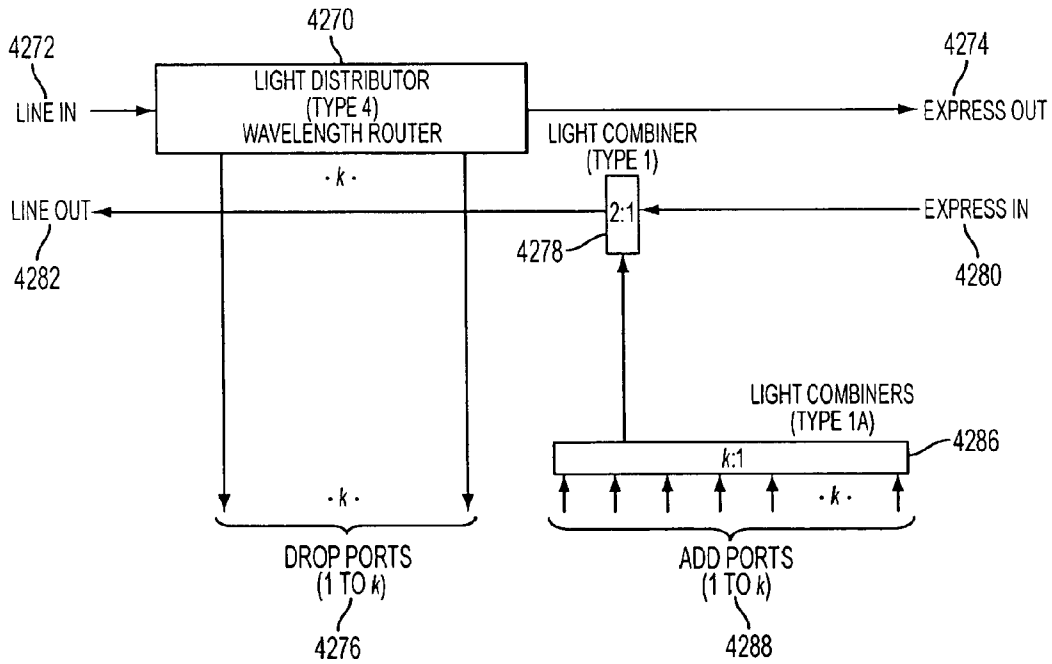 4270
4272
4274
LINE IN
LIGHT DISTRIBUTOR
(TYPE 4)
WAVELENGTH ROUTER
EXPRESS OUT
LIGHT COMBINER
(TYPE 1)
· k ·
LINE OUT
2:1
EXPRESS IN
4278
4282
4280
LIGHT COMBINERS
(TYPE 1A)
4286
k:1
· k ·
· k ·
DROP PORTS
(1 TO k)
4276
ADD PORTS
(1 TO k)
4288